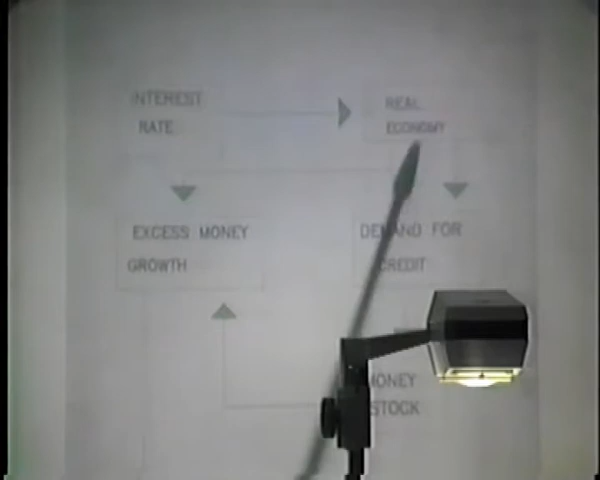 INTEREST
RATE
REAL
ECONOMY
EXCESS MONEY
GROWTH
DEMAND FOR
CREDIT
MONEY
STOCK